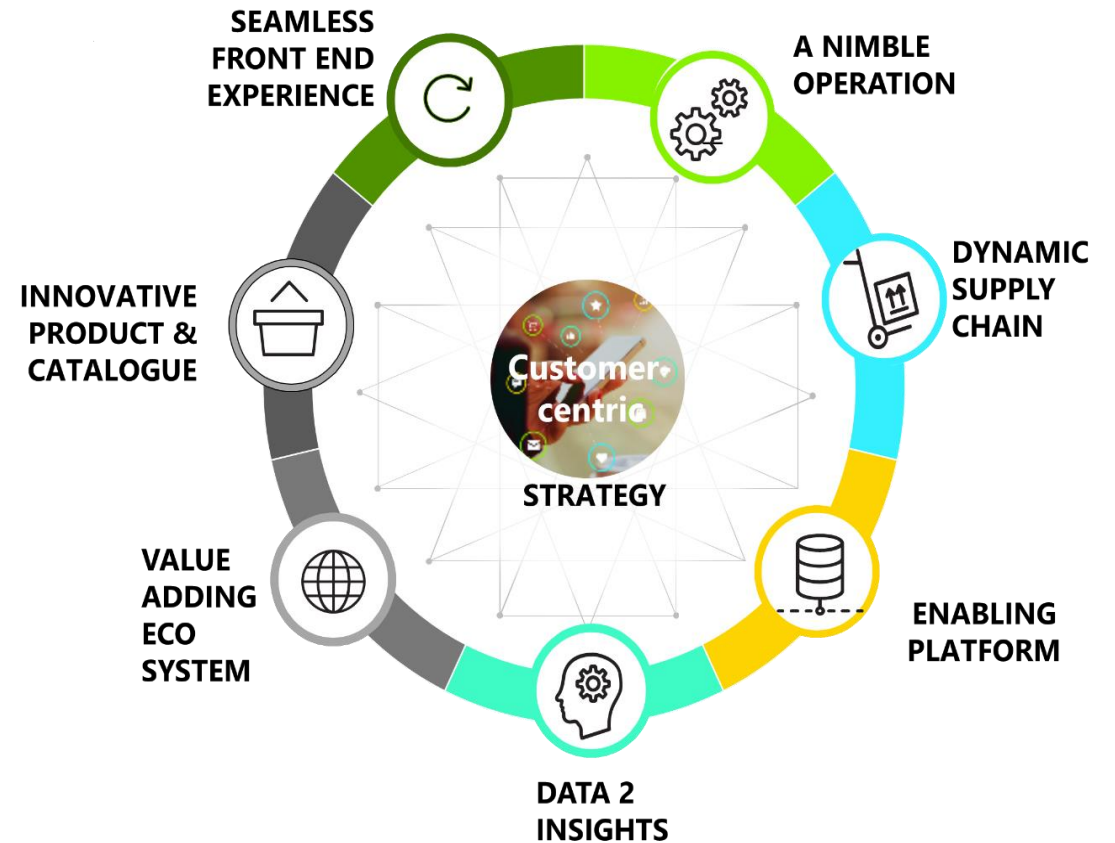 SEAMLESS
FRONT END
EXPERIENCE
A NIMBLE
OPERATION
DYNAMIC
SUPPLY
CHAIN
INNOVATIVE
PRODUCT &
CATALOGUE
Customer
centric
STRATEGY
VALUE
ADDING
ECO
SYSTEM
ENABLING
PLATFORM
DATA 2
INSIGHTS